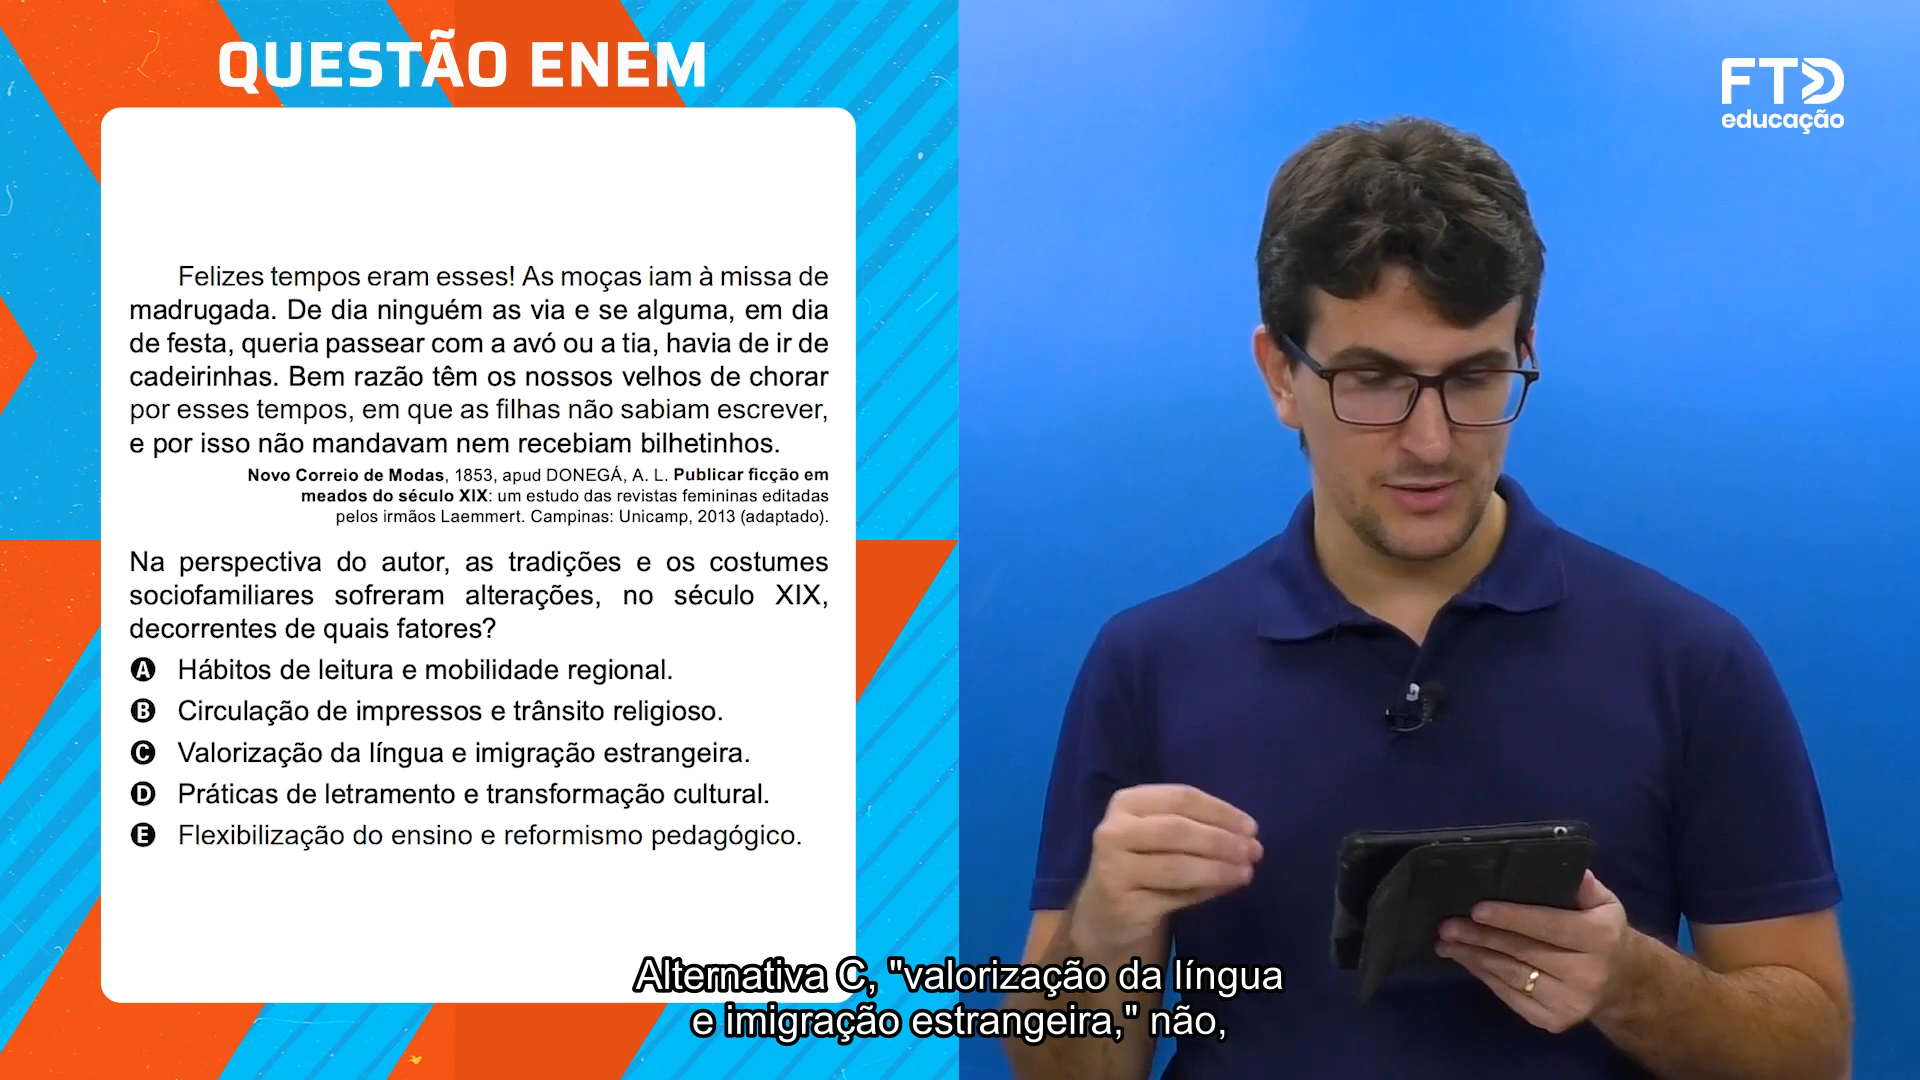 QUESTÃO ENEM
FTD
educação
Felizes tempos eram esses! As moças iam à missa de
madrugada. De dia ninguém as via e se alguma, em dia
de festa, queria passear com a avó ou a tia, havia de ir de
cadeirinhas. Bem razão têm os nossos velhos de chorar
por esses tempos, em que as filhas não sabiam escrever,
e por isso não mandavam nem recebiam bilhetinhos.
Novo Correio de Modas, 1853, apud DONEGÁ, A. L. Publicar ficção em
meados do século XIX: um estudo das revistas femininas editadas
pelos irmãos Laemmert. Campinas: Unicamp, 2013 (adaptado).
Na perspectiva do autor, as tradições e os costumes
sociofamiliares sofreram alterações, no século XIX,
decorrentes de quais fatores?
A Hábitos de leitura e mobilidade regional.
B Circulação de impressos e trânsito religioso.
C Valorização da língua e imigração estrangeira.
D Práticas de letramento e transformação cultural.
E Flexibilização do ensino e reformismo pedagógico.
Alternativa C, "valorização da língua
e imigração estrangeira," não,